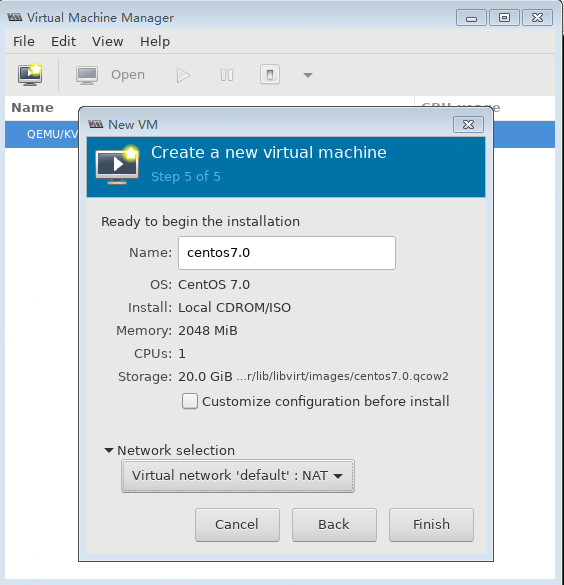 Virtual Machine Manager
File Edit View Help
Open
Name CPU usage
QEMU/KV
New VM
Create a new virtual machine
Step 5 of 5
Ready to begin the installation
Name: centos7.0
OS: CentOS 7.0
Install: Local CDROM/ISO
Memory: 2048 MiB
CPUs: 1
Storage: 20.0 GiB ...r/lib/libvirt/images/centos7.0.qcow2
Customize configuration before install
Network selection
Virtual network 'default' : NAT
Cancel Back Finish